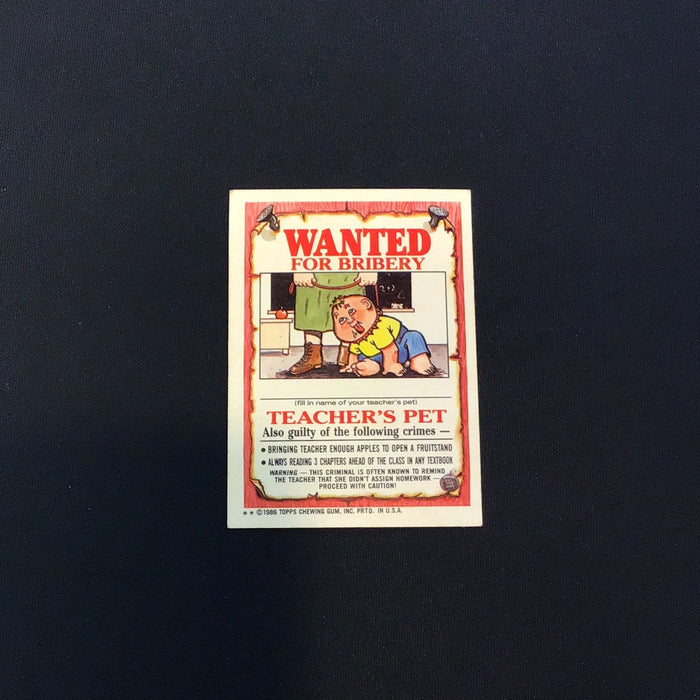 WANTED
FOR BRIBERY
(fill in name of your teacher's pet)
TEACHER'S PET
Also guilty of the following crimes —
• BRINGING TEACHER ENOUGH APPLES TO OPEN A FRUITSTAND
• ALWAYS READING 3 CHAPTERS AHEAD OF THE CLASS IN ANY TEXTBOOK
WARNING — THIS CRIMINAL IS OFTEN KNOWN TO REMIND
THE TEACHER THAT SHE DIDN'T ASSIGN HOMEWORK —
PROCEED WITH CAUTION!
** ©1986 TOPPS CHEWING GUM, INC. PRTD. IN U.S.A.